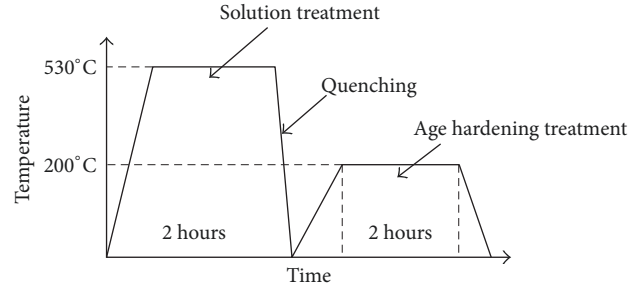 Solution treatment
530°C
Quenching
Age hardening treatment
Temperature
200°C
2 hours
2 hours
Time